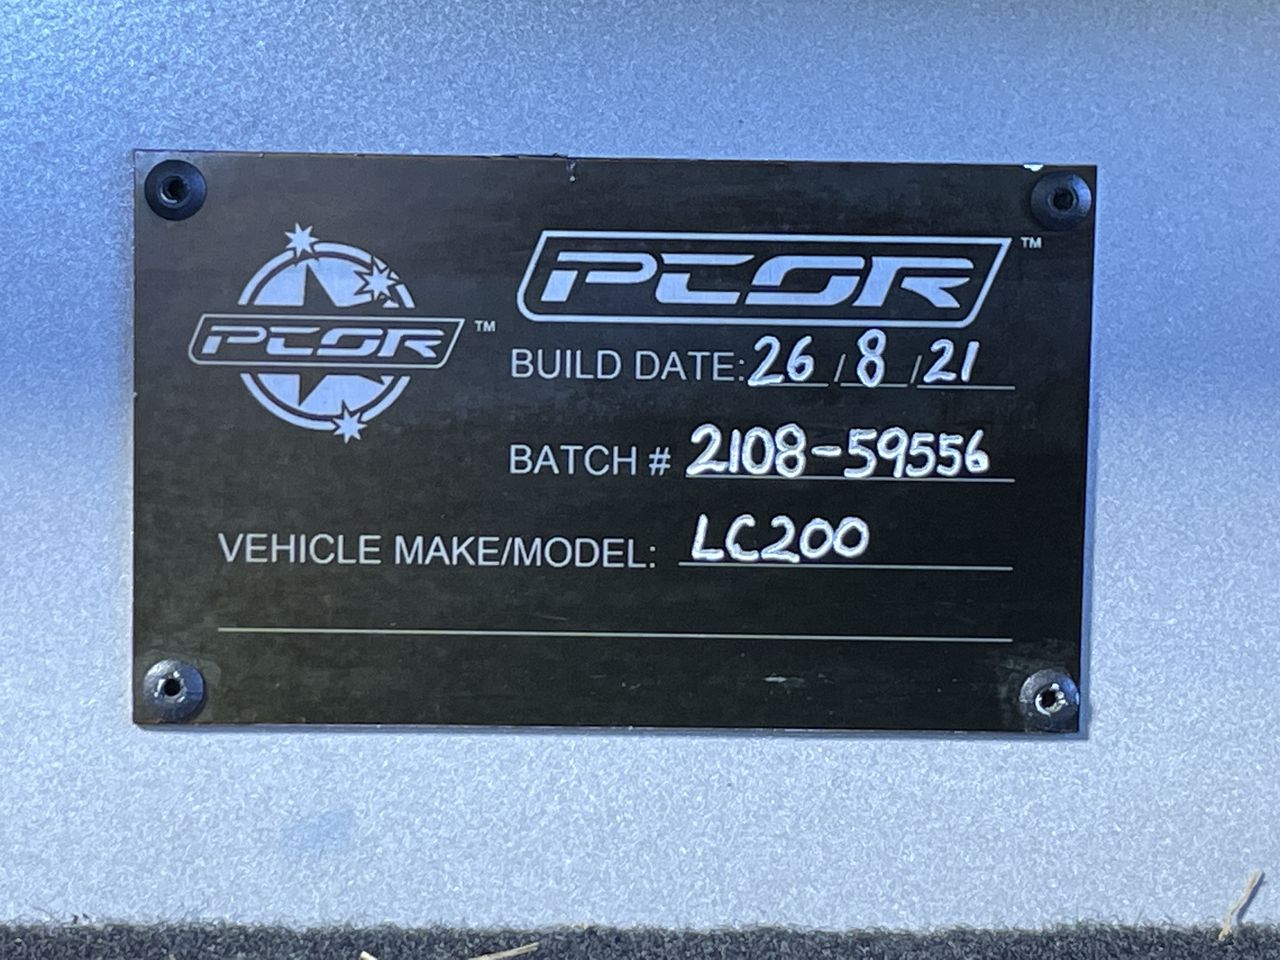 PCOR™
PCOR™
BUILD DATE: 26/8/21
BATCH # 2108-59556
VEHICLE MAKE/MODEL: LC200